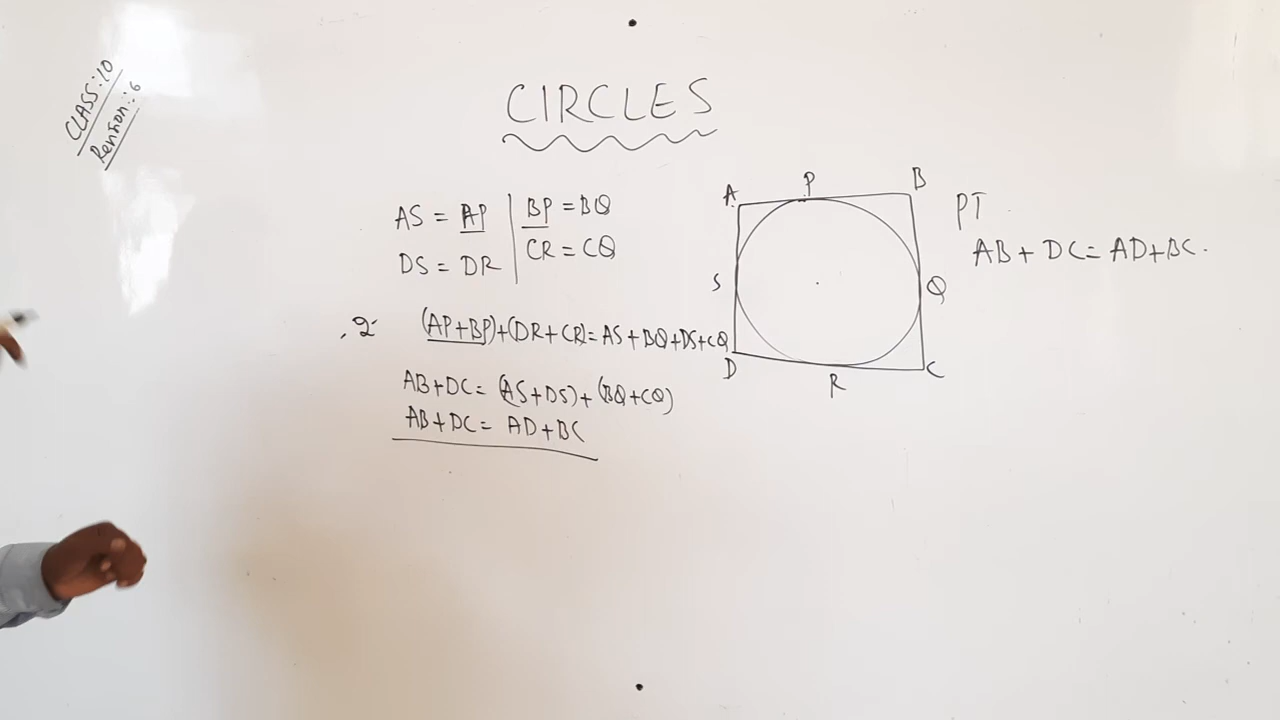 CLASS:10
Revision:6
CIRCLES
AS = AP | BP = BQ
DS = DR | CR = CQ
(AP+BP)+(DR+CR)=AS+BQ+DS+CQ
AB+DC= (AS+DS)+(BQ+CQ)
AB+DC= AD+BC
A
P
B
S
Q
D
R
C
PT
AB+DC=AD+BC.